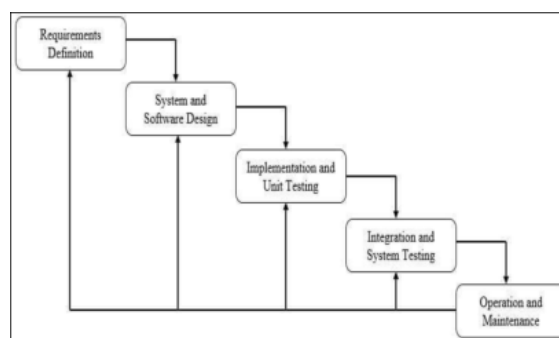 Requirements
Definition
System and
Software Design
Implementation and
Unit Testing
Integration and
System Testing
Operation and
Maintenance